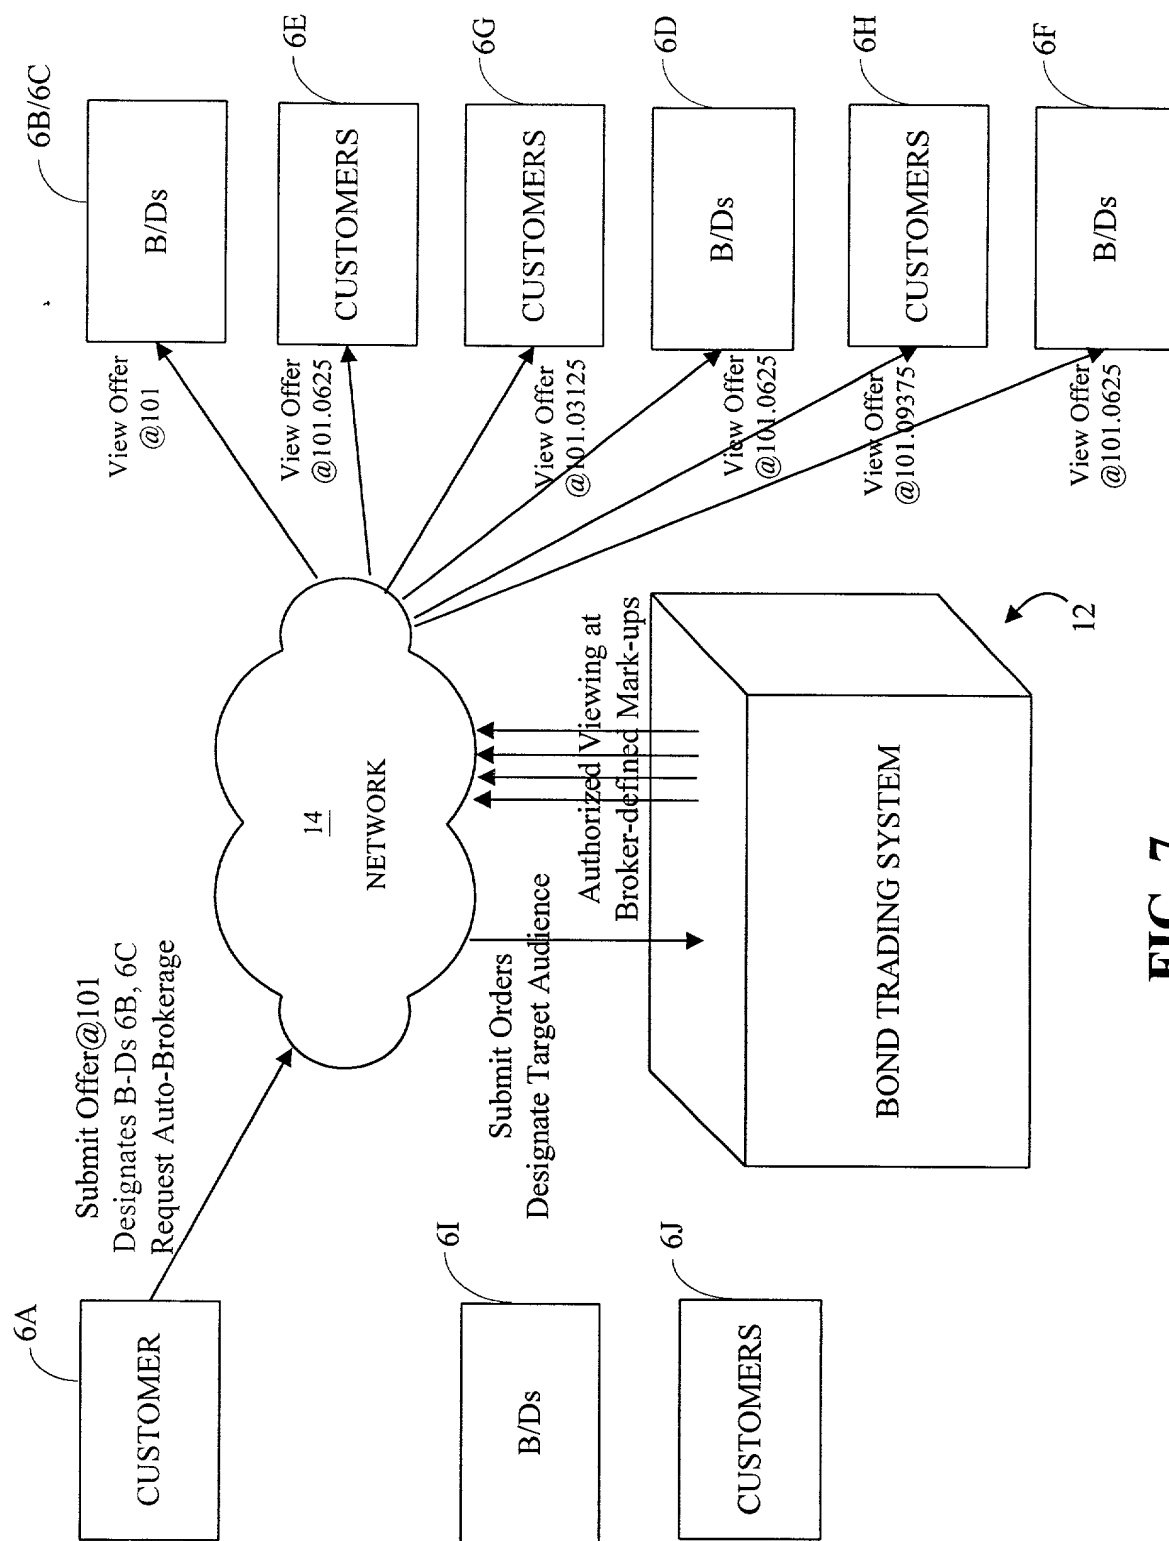 6A
CUSTOMER
Submit Offer@101
Designates B-Ds 6B, 6C
Request Auto-Brokerage
14
NETWORK
View Offer
@101
B/Ds
6B/6C
View Offer
@101.0625
CUSTOMERS
6E
View Offer
@101.03125
CUSTOMERS
6G
View Offer
@101.0625
B/Ds
6D
View Offer
@101.09375
CUSTOMERS
6H
View Offer
@101.0625
B/Ds
6F
6I
B/Ds
6J
CUSTOMERS
Submit Orders
Designate Target Audience
Authorized Viewing at
Broker-defined Mark-ups
BOND TRADING SYSTEM
12
FIG. 7